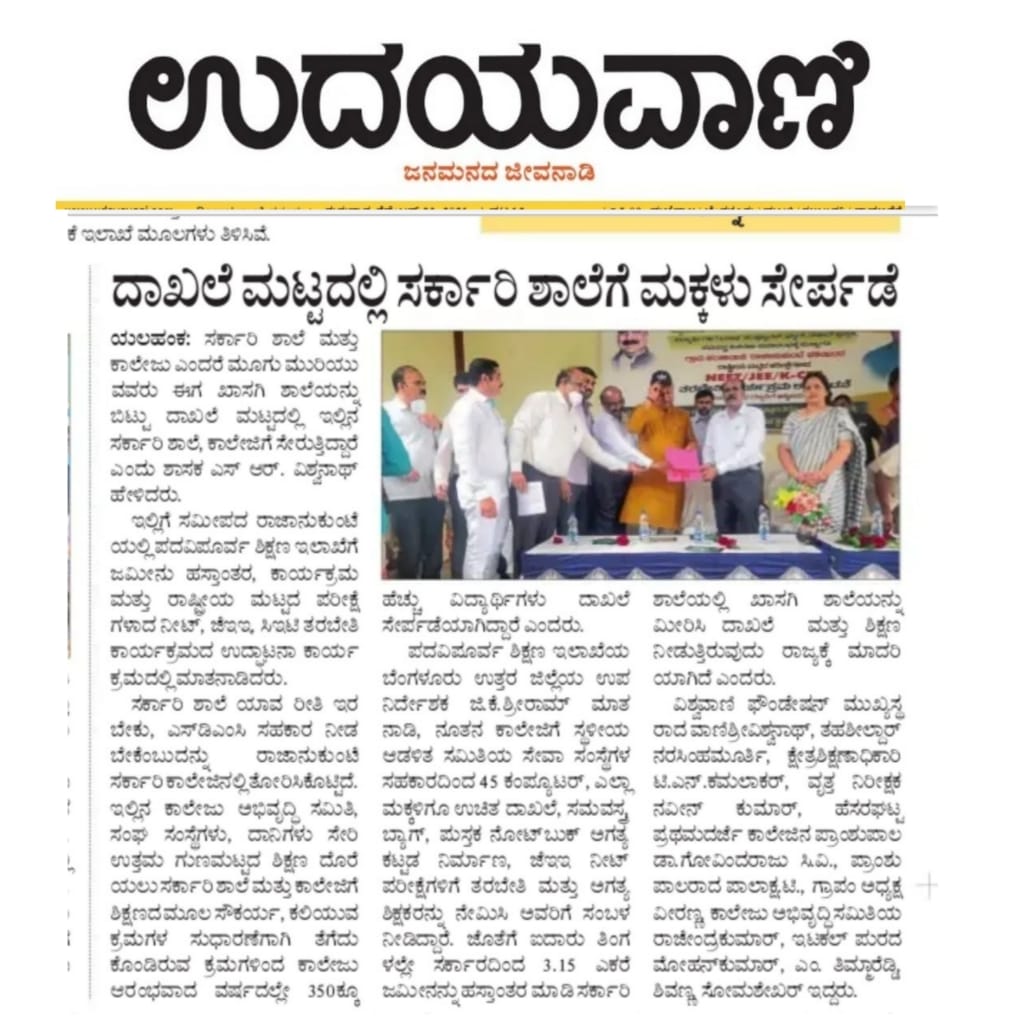 ಉದಯವಾಣಿ
ಜನಮನದ ಜೀವನಾಡಿ
ಕೆ ಇಲಾಖೆ ಮೂಲಗಳು ತಿಳಿಸಿವೆ.
ದಾಖಲೆ ಮಟ್ಟದಲ್ಲಿ ಸರ್ಕಾರಿ ಶಾಲೆಗೆ ಮಕ್ಕಳು ಸೇರ್ಪಡೆ
ಯಲಹಂಕ: ಸರ್ಕಾರಿ ಶಾಲೆ ಮತ್ತು
ಕಾಲೇಜು ಎಂದರೆ ಮೂಗು ಮುರಿಯು
ವವರು ಈಗ ಖಾಸಗಿ ಶಾಲೆಯನ್ನು
ಬಿಟ್ಟು ದಾಖಲೆ ಮಟ್ಟದಲ್ಲಿ ಇಲ್ಲಿನ
ಸರ್ಕಾರಿ ಶಾಲೆ, ಕಾಲೇಜಿಗೆ ಸೇರುತ್ತಿದ್ದಾರೆ
ಎಂದು ಶಾಸಕ ಎಸ್ ಆರ್. ವಿಶ್ವನಾಥ್
ಹೇಳಿದರು.
ಇಲ್ಲಿಗೆ ಸಮೀಪದ ರಾಜಾನುಕುಂಟೆ
ಯಲ್ಲಿ ಪದವಿಪೂರ್ವ ಶಿಕ್ಷಣ ಇಲಾಖೆಗೆ
ಜಮೀನು ಹಸ್ತಾಂತರ, ಕಾರ್ಯಕ್ರಮ
ಮತ್ತು ರಾಷ್ಟ್ರೀಯ ಮಟ್ಟದ ಪರೀಕ್ಷೆ
ಗಳಾದ ನೀಟ್, ಜೆಇಇ, ಸಿಇಟಿ ತರಬೇತಿ
ಕಾರ್ಯಕ್ರಮದ ಉದ್ಘಾಟನಾ ಕಾರ್ಯ
ಕ್ರಮದಲ್ಲಿ ಮಾತನಾಡಿದರು.
ಸರ್ಕಾರಿ ಶಾಲೆ ಯಾವ ರೀತಿ ಇರ
ಬೇಕು, ಎಸ್‌ಡಿಎಂಸಿ ಸಹಕಾರ ನೀಡ
ಬೇಕೆಂಬುದನ್ನು ರಾಜಾನುಕುಂಟೆ
ಸರ್ಕಾರಿ ಕಾಲೇಜಿನಲ್ಲಿ ತೋರಿಸಿಕೊಟ್ಟಿದೆ.
ಇಲ್ಲಿನ ಕಾಲೇಜು ಅಭಿವೃದ್ಧಿ ಸಮಿತಿ,
ಸಂಘ ಸಂಸ್ಥೆಗಳು, ದಾನಿಗಳು ಸೇರಿ
ಉತ್ತಮ ಗುಣಮಟ್ಟದ ಶಿಕ್ಷಣ ದೊರೆ
ಯಲು ಸರ್ಕಾರಿ ಶಾಲೆ ಮತ್ತು ಕಾಲೇಜಿಗೆ
ಶಿಕ್ಷಣದ ಮೂಲ ಸೌಕರ್ಯ, ಕಲಿಯುವ
ಕ್ರಮಗಳ ಸುಧಾರಣೆಗಾಗಿ ತೆಗೆದು
ಕೊಂಡಿರುವ ಕ್ರಮಗಳಿಂದ ಕಾಲೇಜು
ಆರಂಭವಾದ ವರ್ಷದಲ್ಲೇ 350ಕ್ಕೂ
NEET/JEE/K-C
ಹೆಚ್ಚು ವಿದ್ಯಾರ್ಥಿಗಳು ದಾಖಲೆ
ಸೇರ್ಪಡೆಯಾಗಿದ್ದಾರೆ ಎಂದರು.
ಪದವಿಪೂರ್ವ ಶಿಕ್ಷಣ ಇಲಾಖೆಯ
ಬೆಂಗಳೂರು ಉತ್ತರ ಜಿಲ್ಲೆಯ ಉಪ
ನಿರ್ದೇಶಕ ಜಿ.ಕೆ.ಶ್ರೀರಾಮ್ ಮಾತ
ನಾಡಿ, ನೂತನ ಕಾಲೇಜಿಗೆ ಸ್ಥಳೀಯ
ಆಡಳಿತ ಸಮಿತಿಯ ಸೇವಾ ಸಂಸ್ಥೆಗಳ
ಸಹಕಾರದಿಂದ 45 ಕಂಪ್ಯೂಟರ್, ಎಲ್ಲಾ
ಮಕ್ಕಳಿಗೂ ಉಚಿತ ದಾಖಲೆ, ಸಮವಸ್ತ್ರ
ಬ್ಯಾಗ್, ಪುಸ್ತಕ ನೋಟ್‌ಬುಕ್ ಅಗತ್ಯ
ಕಟ್ಟಡ ನಿರ್ಮಾಣ, ಜೆಇಇ ನೀಟ್
ಪರೀಕ್ಷೆಗಳಿಗೆ ತರಬೇತಿ ಮತ್ತು ಅಗತ್ಯ
ಶಿಕ್ಷಕರನ್ನು ನೇಮಿಸಿ ಅವರಿಗೆ ಸಂಬಳ
ನೀಡಿದ್ದಾರೆ. ಜೊತೆಗೆ ಐದಾರು ತಿಂಗ
ಳಲ್ಲೇ ಸರ್ಕಾರದಿಂದ 3.15 ಎಕರೆ
ಜಮೀನನ್ನು ಹಸ್ತಾಂತರ ಮಾಡಿ ಸರ್ಕಾರಿ
ಶಾಲೆಯಲ್ಲಿ ಖಾಸಗಿ ಶಾಲೆಯನ್ನು
ಮೀರಿಸಿ ದಾಖಲೆ ಮತ್ತು ಶಿಕ್ಷಣ
ನೀಡುತ್ತಿರುವುದು ರಾಜ್ಯಕ್ಕೆ ಮಾದರಿ
ಯಾಗಿದೆ ಎಂದರು.
ವಿಶ್ವವಾಣಿ ಫೌಂಡೇಷನ್ ಮುಖ್ಯಸ್ಥ
ರಾದ ವಾಣಿಶ್ರೀವಿಶ್ವನಾಥ್, ತಹಶೀಲ್ದಾರ್
ನರಸಿಂಹಮೂರ್ತಿ, ಕ್ಷೇತ್ರಶಿಕ್ಷಣಾಧಿಕಾರಿ
ಟಿ.ಎನ್.ಕಮಲಾಕರ್, ವೃತ್ತ ನಿರೀಕ್ಷಕ
ನವೀನ್ ಕುಮಾರ್, ಹೆಸರಘಟ್ಟ
ಪ್ರಥಮದರ್ಜೆ ಕಾಲೇಜಿನ ಪ್ರಾಂಶುಪಾಲ
ಡಾ.ಗೋವಿಂದರಾಜು ಸಿ.ವಿ., ಪ್ರಾಂಶು
ಪಾಲರಾದ ಪಾಲಾಕ್ಷ ಟಿ., ಗ್ರಾಪಂ ಅಧ್ಯಕ್ಷ
ವೀರಣ್ಣ, ಕಾಲೇಜು ಅಭಿವೃದ್ಧಿ ಸಮಿತಿಯ
ರಾಜೇಂದ್ರಕುಮಾರ್, ಇಟಕಲ್ ಪುರದ
ಮೋಹನ್‌ಕುಮಾರ್, ಎಂ. ತಿಮ್ಮಾರೆಡ್ಡಿ,
ಶಿವಣ್ಣ, ಸೋಮಶೇಖರ್ ಇದ್ದರು.